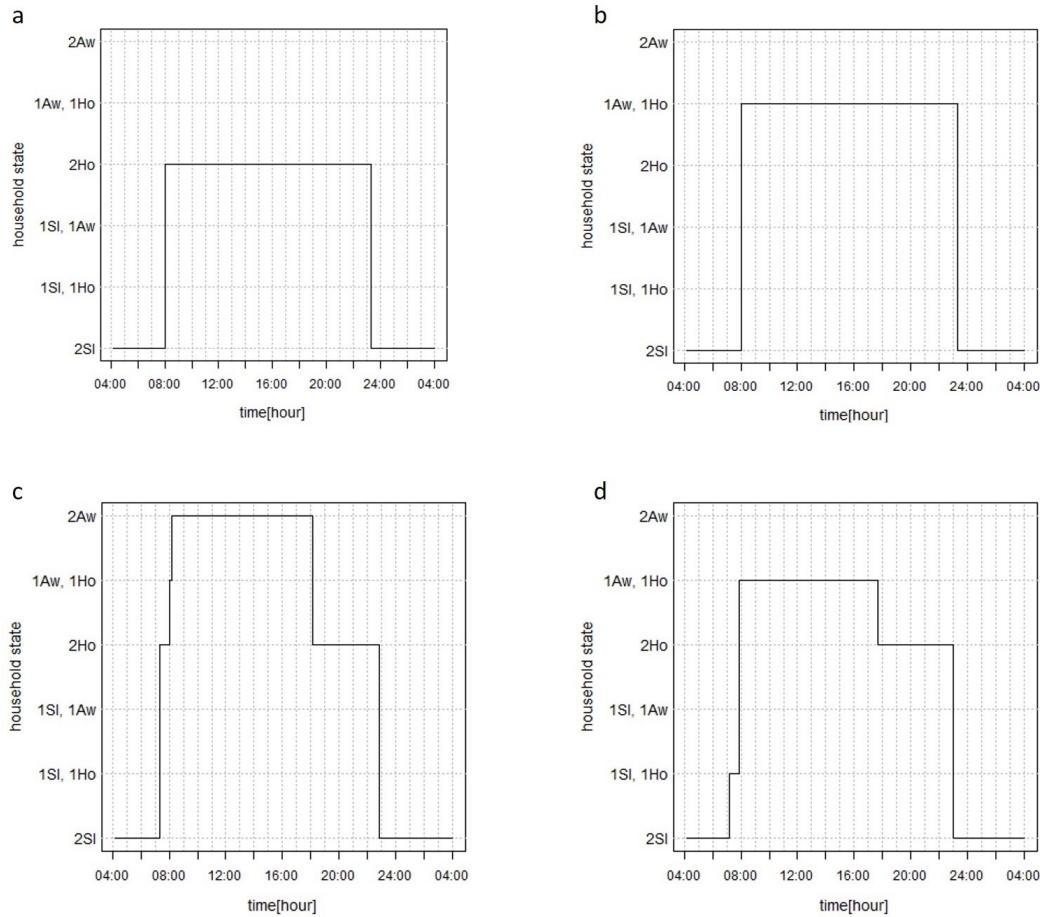 a
2Aw
1Aw, 1Ho
2Ho
1Sl, 1Aw
1Sl, 1Ho
2Sl
household state
04:00 08:00 12:00 16:00 20:00 24:00 04:00
time[hour]
b
2Aw
1Aw, 1Ho
2Ho
1Sl, 1Aw
1Sl, 1Ho
2Sl
household state
04:00 08:00 12:00 16:00 20:00 24:00 04:00
time[hour]
c
2Aw
1Aw, 1Ho
2Ho
1Sl, 1Aw
1Sl, 1Ho
2Sl
household state
04:00 08:00 12:00 16:00 20:00 24:00 04:00
time[hour]
d
2Aw
1Aw, 1Ho
2Ho
1Sl, 1Aw
1Sl, 1Ho
2Sl
household state
04:00 08:00 12:00 16:00 20:00 24:00 04:00
time[hour]